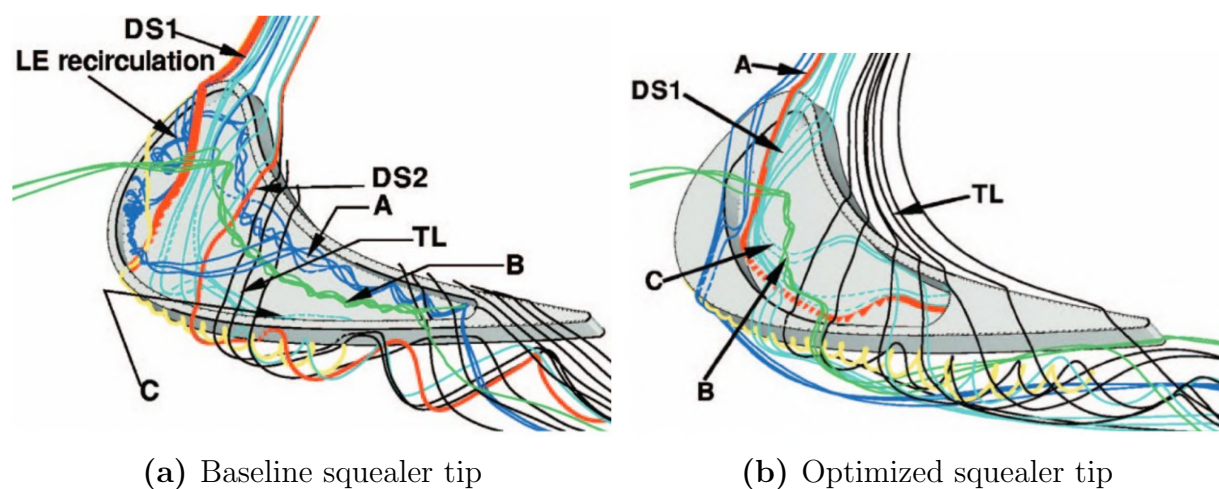 DS1
LE recirculation
DS2
A
TL
B
C
A
DS1
TL
C
B
(a) Baseline squealer tip
(b) Optimized squealer tip